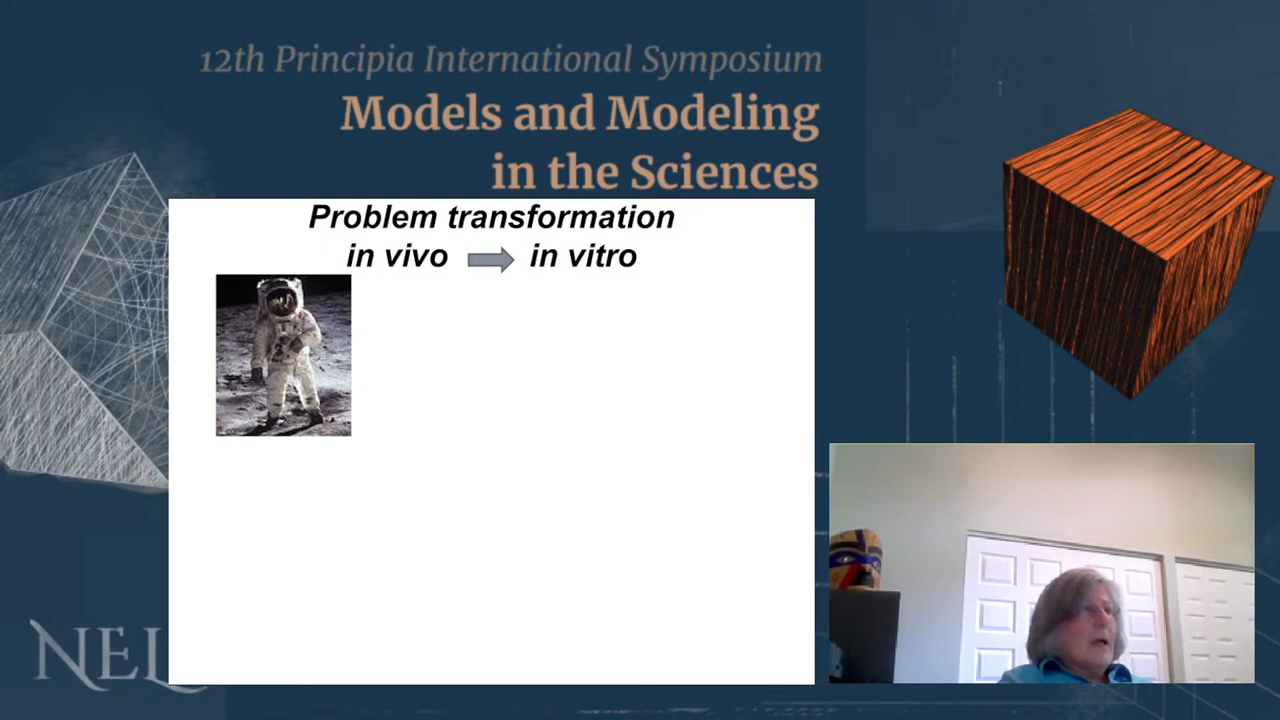 12th Principia International Symposium
Models and Modeling
in the Sciences
Problem transformation
in vivo in vitro
NEL